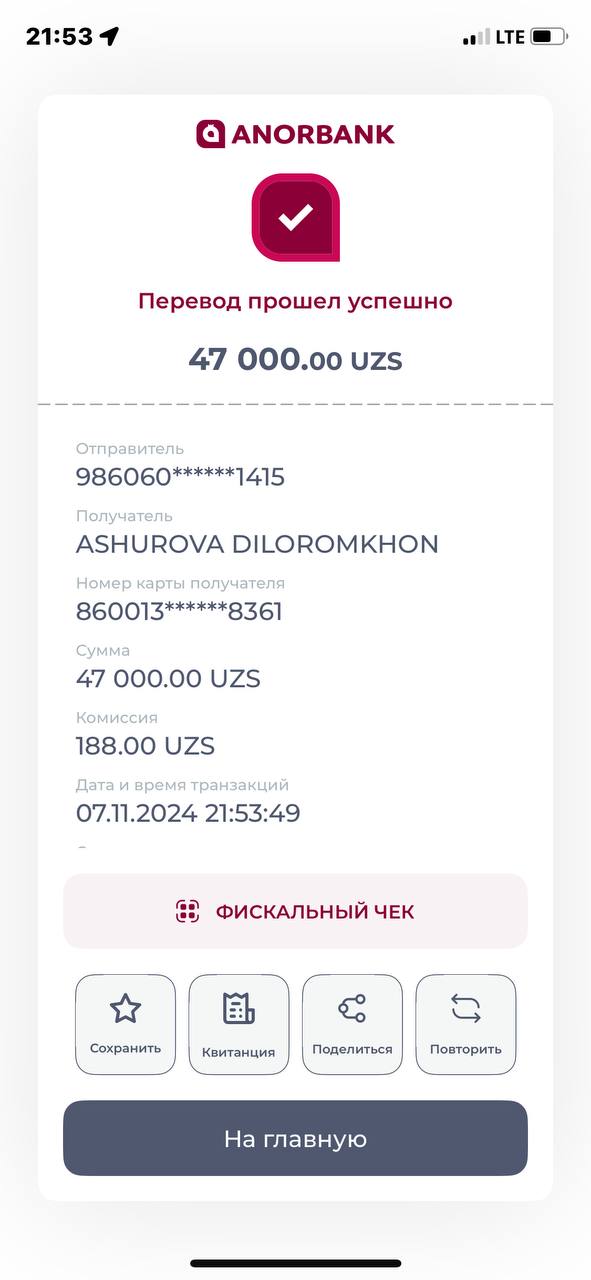 21:53 LTE
ANORBANK
Перевод прошел успешно
47 000.00 UZS
Отправитель
986060******1415
Получатель
ASHUROVA DILOROMKHON
Номер карты получателя
860013******8361
Сумма
47 000.00 UZS
Комиссия
188.00 UZS
Дата и время транзакций
07.11.2024 21:53:49
ФИСКАЛЬНЫЙ ЧЕК
Сохранить Квитанция Поделиться Повторить
На главную